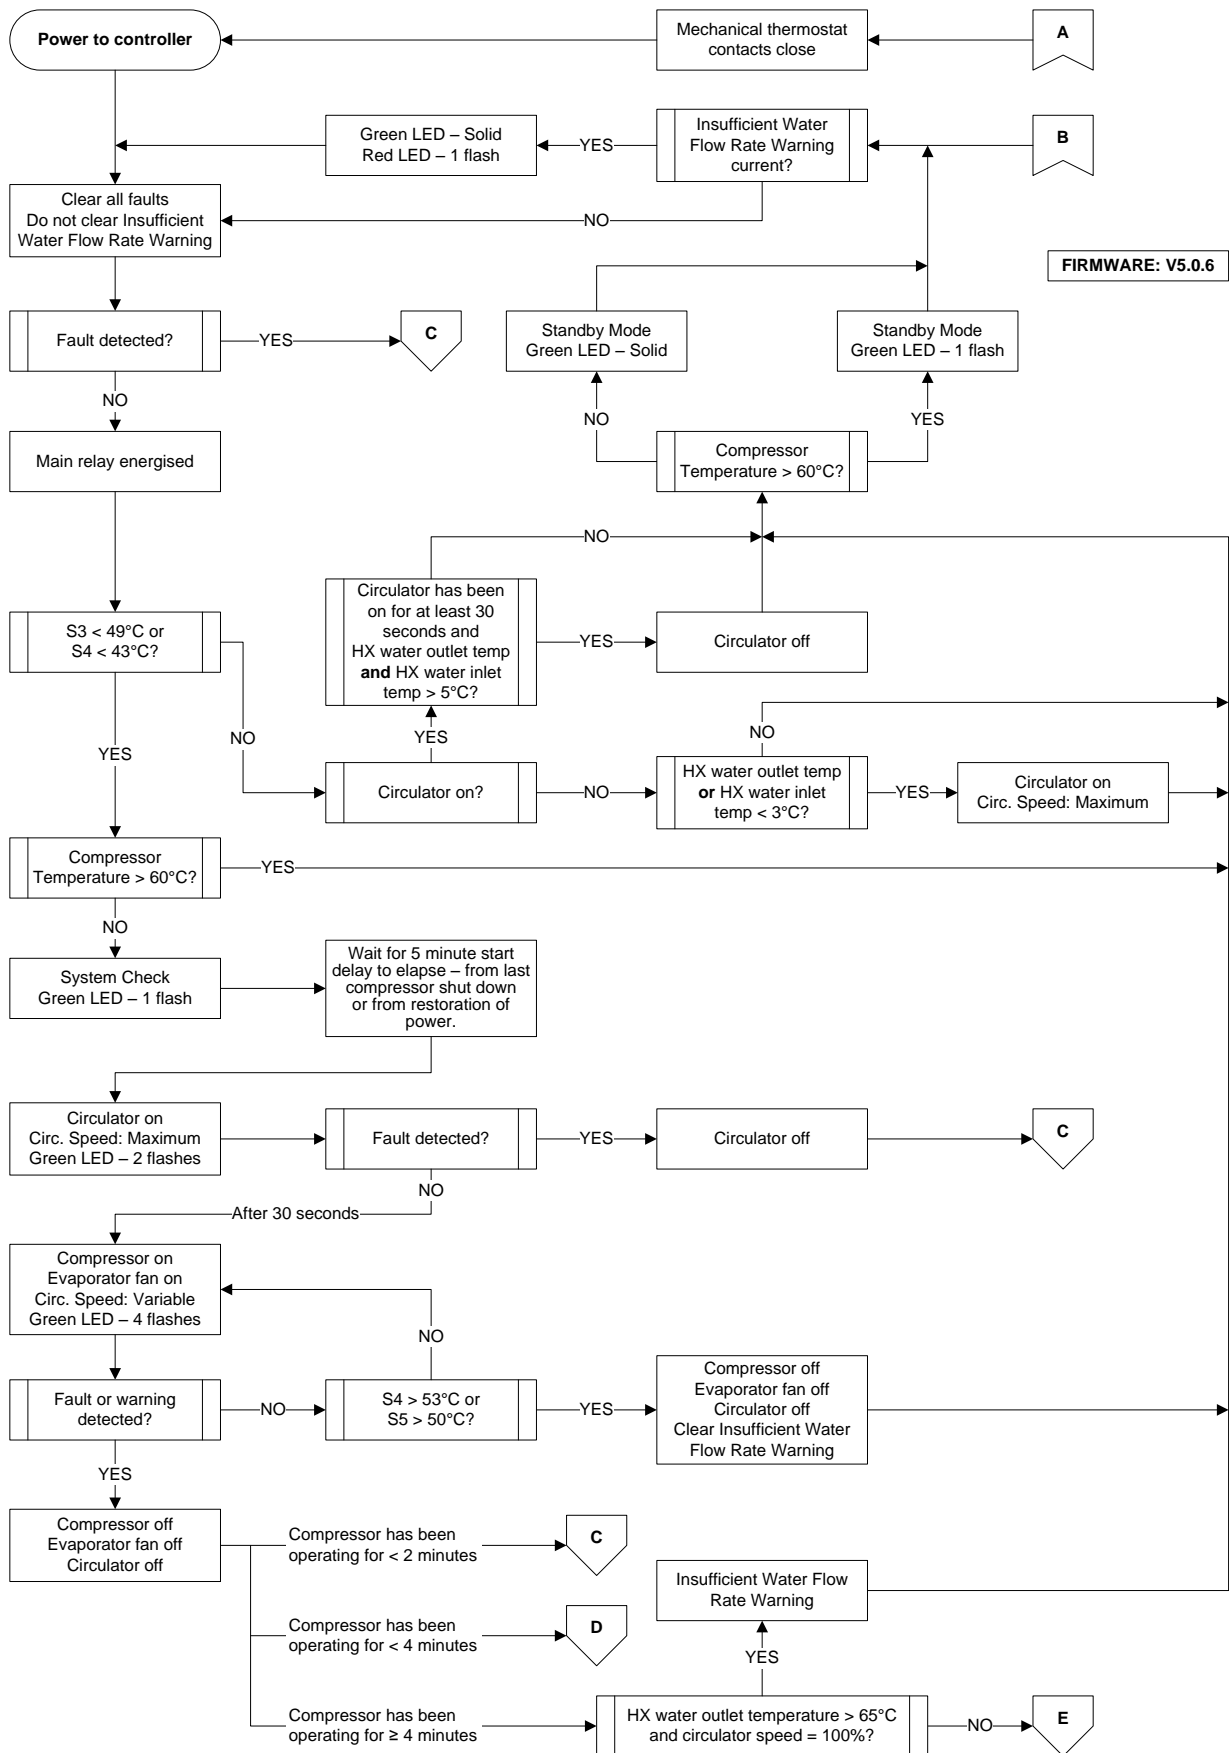 Power to controller
Mechanical thermostat
contacts close
A
Green LED – Solid
Red LED – 1 flash
YES
Insufficient Water
Flow Rate Warning
current?
B
Clear all faults
Do not clear Insufficient
Water Flow Rate Warning
NO
FIRMWARE: V5.0.6
Fault detected?
YES
C
Standby Mode
Green LED – Solid
Standby Mode
Green LED – 1 flash
NO
NO
YES
Main relay energised
Compressor
Temperature > 60°C?
NO
Circulator has been
on for at least 30
seconds and
HX water outlet temp
and HX water inlet
temp > 5°C?
YES
Circulator off
S3 < 49°C or
S4 < 43°C?
NO
YES
YES
NO
Circulator on?
NO
HX water outlet temp
or HX water inlet
temp < 3°C?
YES
Circulator on
Circ. Speed: Maximum
Compressor
Temperature > 60°C?
YES
NO
System Check
Green LED – 1 flash
Wait for 5 minute start
delay to elapse – from last
compressor shut down
or from restoration of
power.
Circulator on
Circ. Speed: Maximum
Green LED – 2 flashes
Fault detected?
YES
Circulator off
C
NO
After 30 seconds
Compressor on
Evaporator fan on
Circ. Speed: Variable
Green LED – 4 flashes
NO
Fault or warning
detected?
NO
S4 > 53°C or
S5 > 50°C?
YES
Compressor off
Evaporator fan off
Circulator off
Clear Insufficient Water
Flow Rate Warning
YES
Compressor off
Evaporator fan off
Circulator off
Compressor has been
operating for < 2 minutes
C
Insufficient Water Flow
Rate Warning
Compressor has been
operating for < 4 minutes
D
YES
Compressor has been
operating for ≥ 4 minutes
HX water outlet temperature > 65°C
and circulator speed = 100%?
NO
E